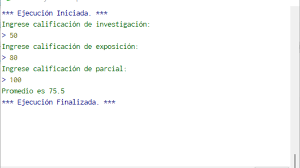 *** Ejecución Iniciada. ***
Ingrese calificación de investigación:
> 50
Ingrese calificación de exposición:
> 80
Ingrese calificación de parcial:
> 100
Promedio es 75.5
*** Ejecución Finalizada. ***